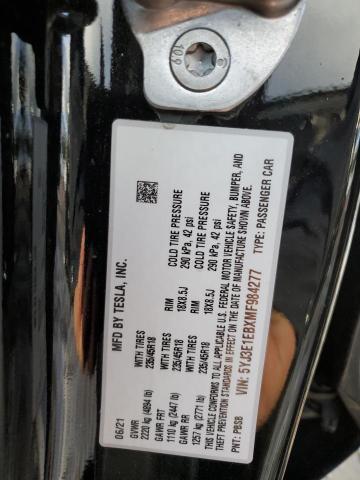 10.9
MFD BY TESLA, INC.
06/21
GVWR
2220 kg (4894 lb)
GAWR FRT WITH TIRES RIM COLD TIRE PRESSURE
1110 kg (2447 lb) 235/45R18 18X8.5J 290 kPa, 42 psi
GAWR RR WITH TIRES RIM COLD TIRE PRESSURE
1257 kg (2771 lb) 235/45R18 18X8.5J 290 kPa, 42 psi
THIS VEHICLE CONFORMS TO ALL APPLICABLE U.S. FEDERAL MOTOR VEHICLE SAFETY, BUMPER, AND
THEFT PREVENTION STANDARDS IN EFFECT ON THE DATE OF MANUFACTURE SHOWN ABOVE.
VIN: 5YJ3E1EBXMF984277 TYPE: PASSENGER CAR
PNT: PBSB